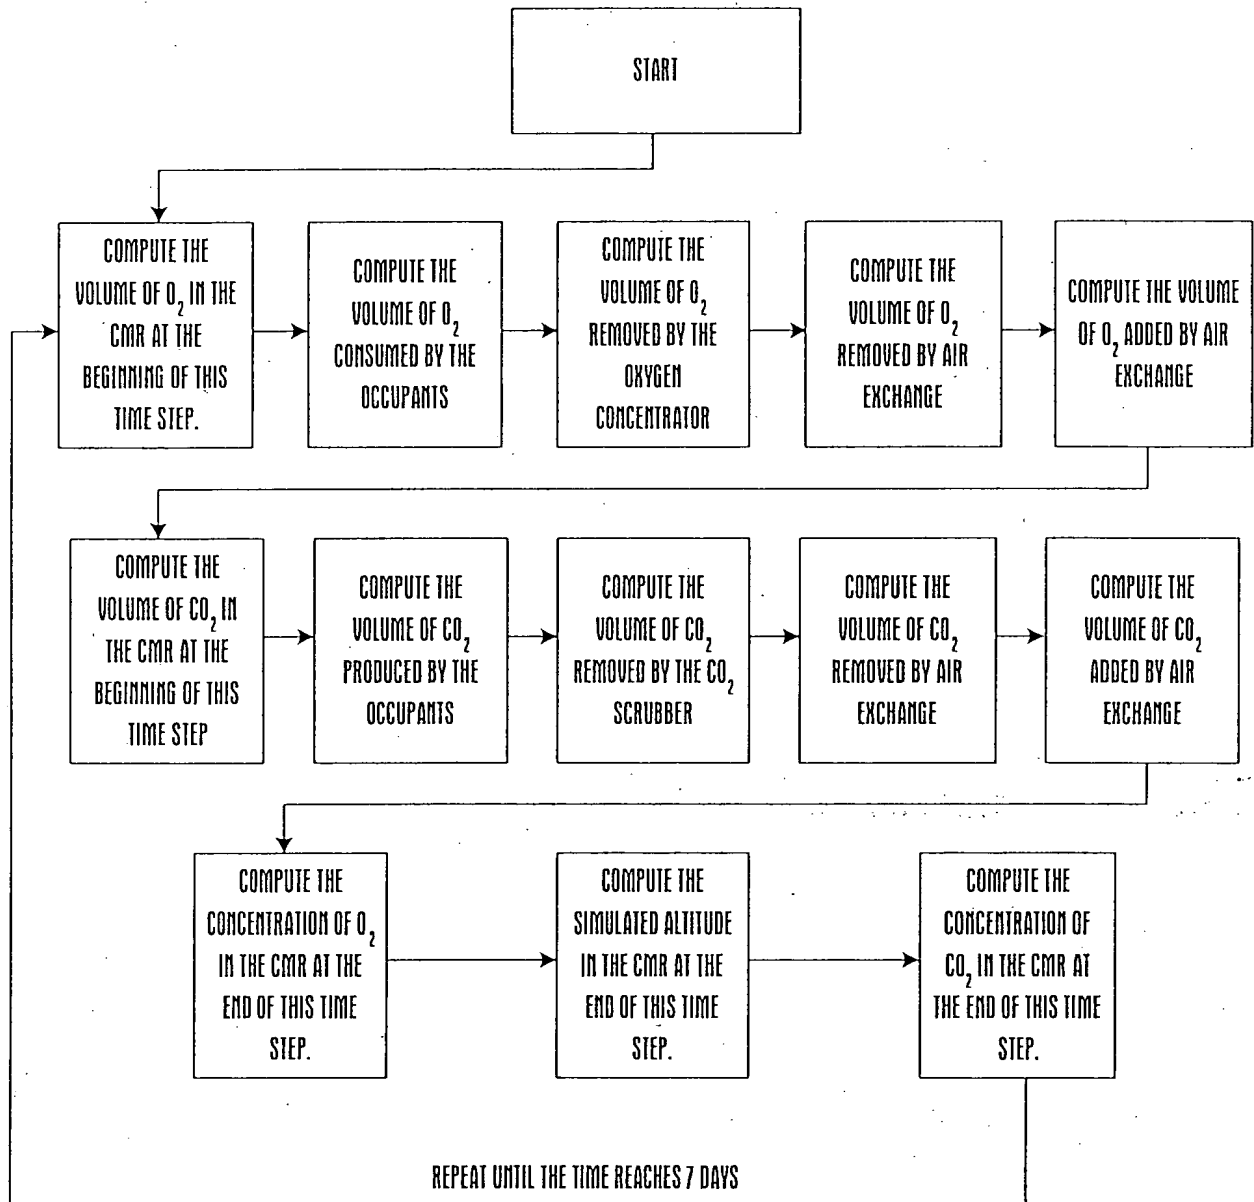 START
COMPUTE THE
VOLUME OF O₂ IN THE
CMR AT THE
BEGINNING OF THIS
TIME STEP.
COMPUTE THE
VOLUME OF O₂
CONSUMED BY THE
OCCUPANTS
COMPUTE THE
VOLUME OF O₂
REMOVED BY THE
OXYGEN
CONCENTRATOR
COMPUTE THE
VOLUME OF O₂
REMOVED BY AIR
EXCHANGE
COMPUTE THE VOLUME
OF O₂ ADDED BY AIR
EXCHANGE
COMPUTE THE
VOLUME OF CO₂ IN
THE CMR AT THE
BEGINNING OF THIS
TIME STEP
COMPUTE THE
VOLUME OF CO₂
PRODUCED BY THE
OCCUPANTS
COMPUTE THE
VOLUME OF CO₂
REMOVED BY THE CO₂
SCRUBBER
COMPUTE THE
VOLUME OF CO₂
REMOVED BY AIR
EXCHANGE
COMPUTE THE
VOLUME OF CO₂
ADDED BY AIR
EXCHANGE
COMPUTE THE
CONCENTRATION OF O₂
IN THE CMR AT THE
END OF THIS TIME
STEP.
COMPUTE THE
SIMULATED ALTITUDE
IN THE CMR AT THE
END OF THIS TIME
STEP.
COMPUTE THE
CONCENTRATION OF
CO₂ IN THE CMR AT
THE END OF THIS TIME
STEP.
REPEAT UNTIL THE TIME REACHES 7 DAYS